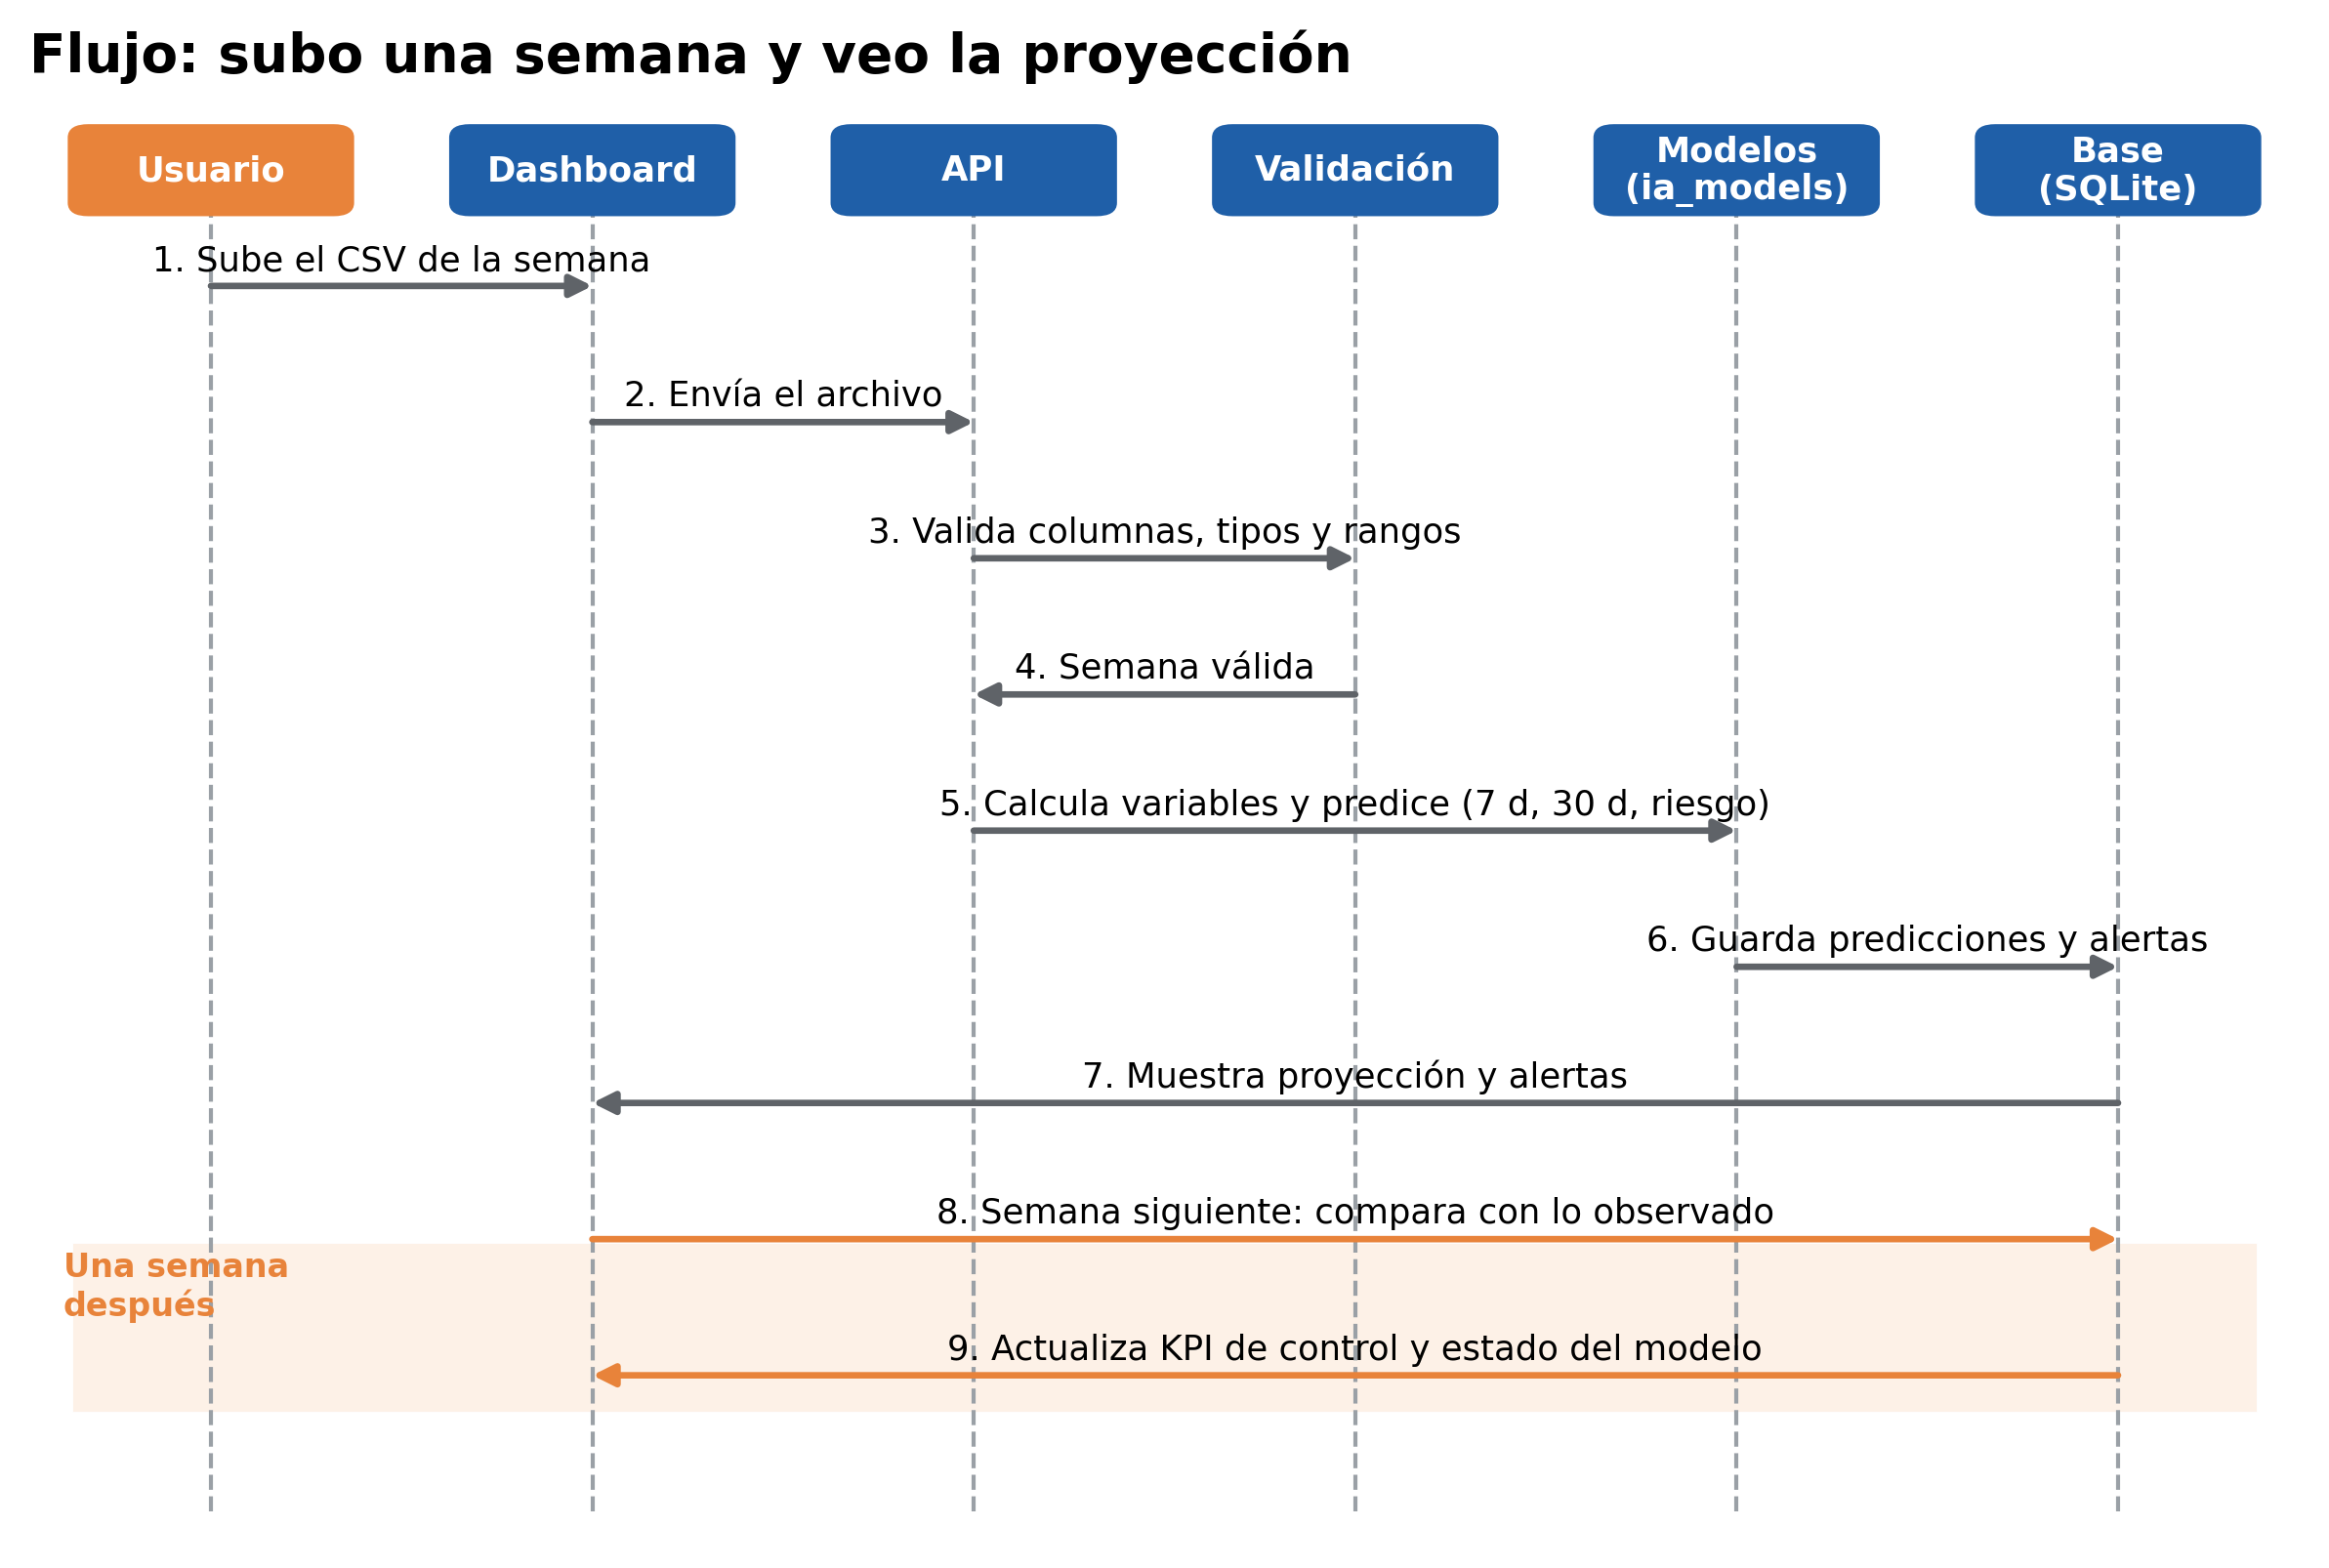 Flujo: subo una semana y veo la proyección
Usuario
Dashboard
API
Validación
Modelos
(ia_models)
Base
(SQLite)
1. Sube el CSV de la semana
2. Envía el archivo
3. Valida columnas, tipos y rangos
4. Semana válida
5. Calcula variables y predice (7 d, 30 d, riesgo)
6. Guarda predicciones y alertas
7. Muestra proyección y alertas
8. Semana siguiente: compara con lo observado
Una semana
después
9. Actualiza KPI de control y estado del modelo